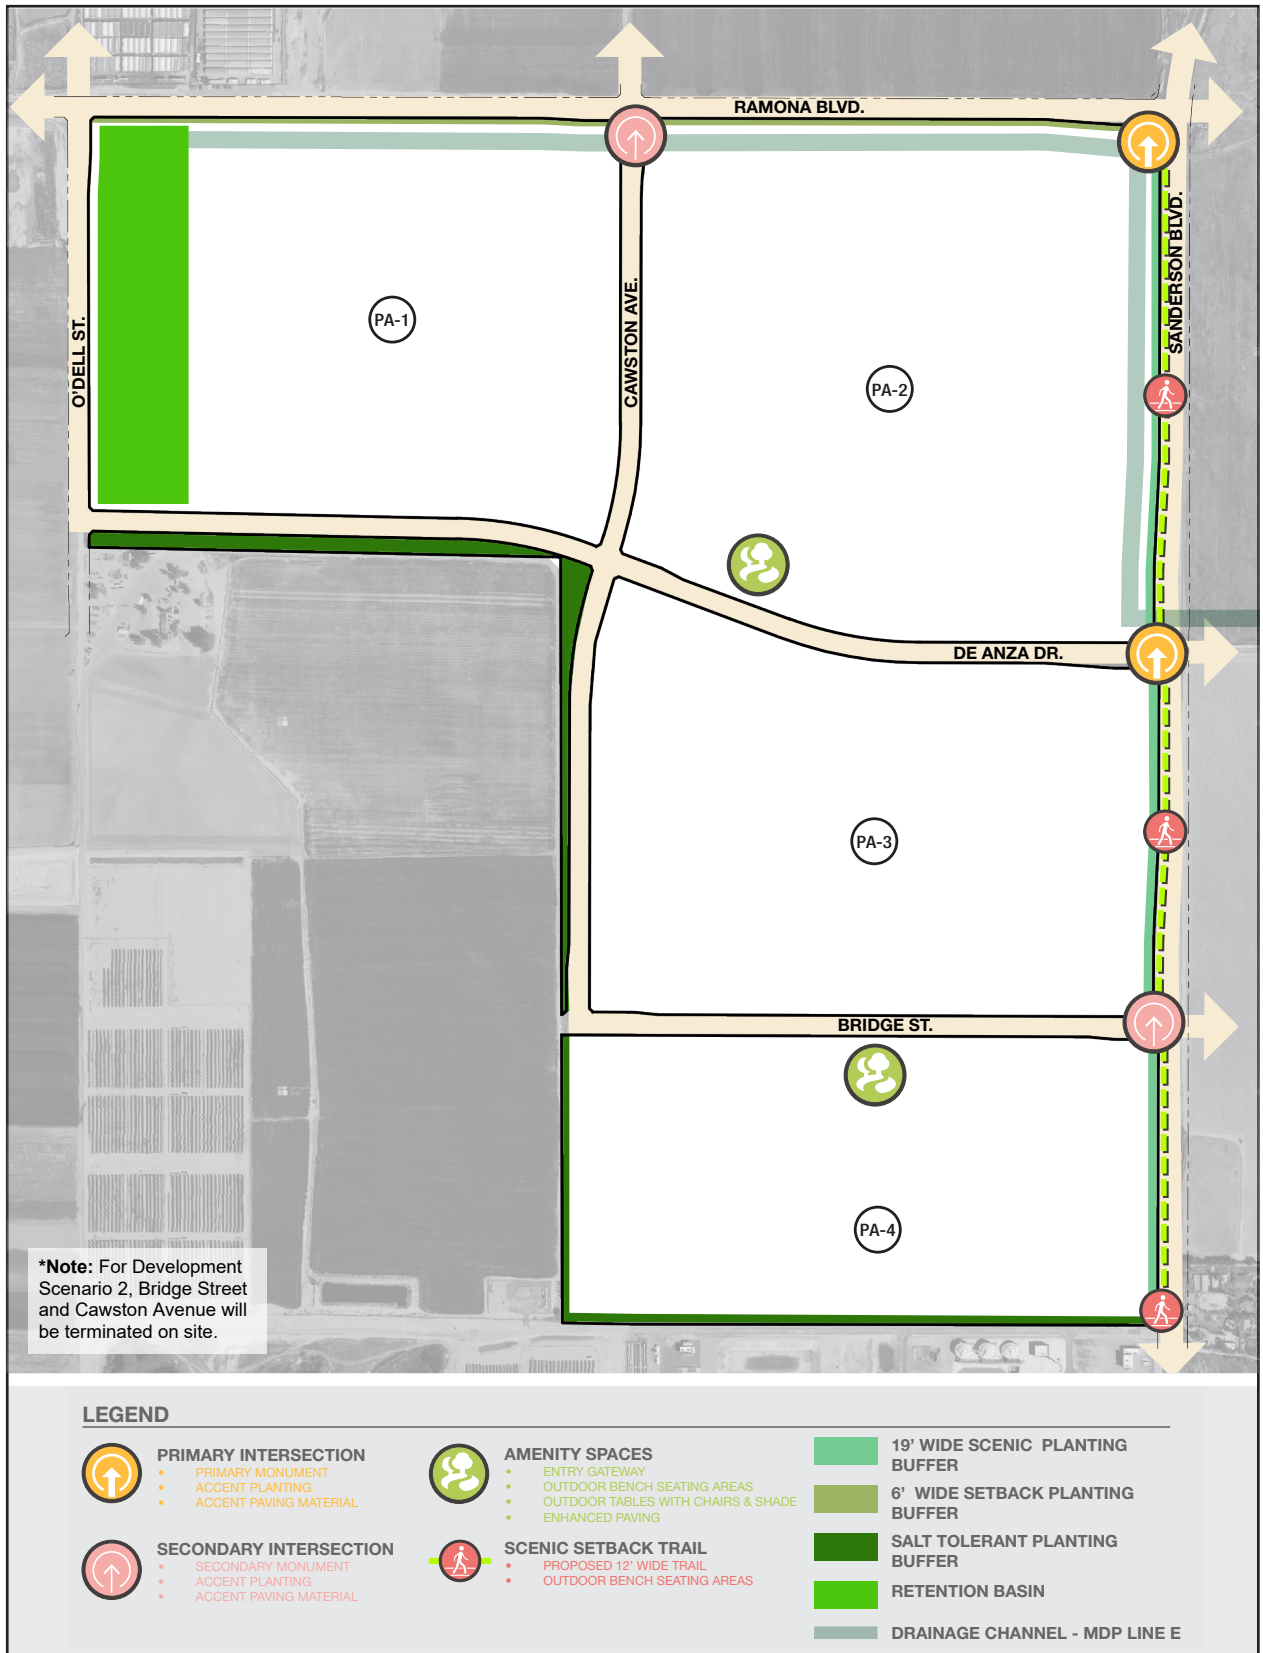 RAMONA BLVD.
SANDERSON BLVD.
O'DELL ST.
CAWSTON AVE.
PA-1
PA-2
DE ANZA DR.
PA-3
BRIDGE ST.
PA-4
*Note: For Development
Scenario 2, Bridge Street
and Cawston Avenue will
be terminated on site.
LEGEND
PRIMARY INTERSECTION
• PRIMARY MONUMENT
• ACCENT PLANTING
• ACCENT PAVING MATERIAL
SECONDARY INTERSECTION
• SECONDARY MONUMENT
• ACCENT PLANTING
• ACCENT PAVING MATERIAL
AMENITY SPACES
• ENTRY GATEWAY
• OUTDOOR BENCH SEATING AREAS
• OUTDOOR TABLES WITH CHAIRS & SHADE
• ENHANCED PAVING
SCENIC SETBACK TRAIL
• PROPOSED 12' WIDE TRAIL
• OUTDOOR BENCH SEATING AREAS
19' WIDE SCENIC PLANTING
BUFFER
6' WIDE SETBACK PLANTING
BUFFER
SALT TOLERANT PLANTING
BUFFER
RETENTION BASIN
DRAINAGE CHANNEL - MDP LINE E